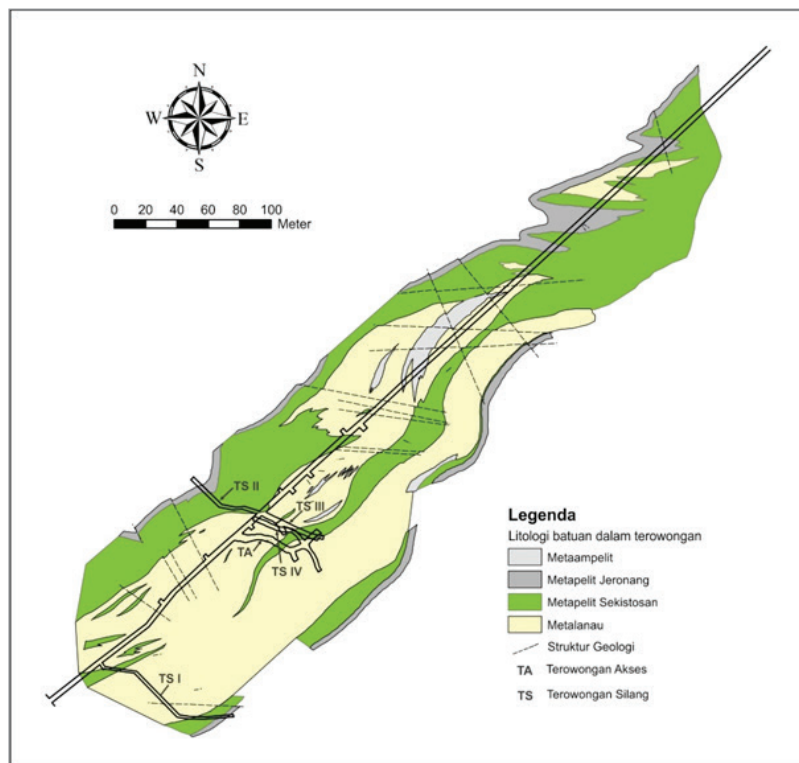 N
W E
S
0 20 40 60 80 100
Meter
TS II
TS III
TA
TS IV
TS I
Legenda
Litologi batuan dalam terowongan
Metaampelit
Metapelit Jeronang
Metapelit Sekistosan
Metalanau
Struktur Geologi
TA Terowongan Akses
TS Terowongan Silang